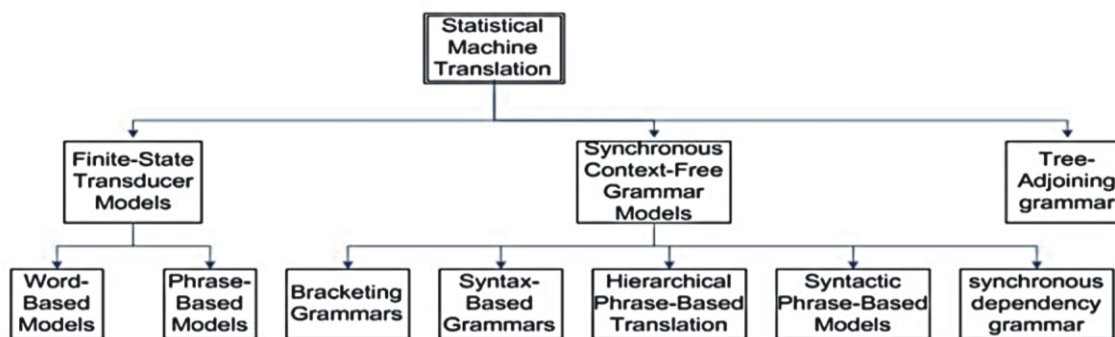 Statistical
Machine
Translation
Finite-State
Transducer
Models
Synchronous
Context-Free
Grammar
Models
Tree-
Adjoining
grammar
Word-
Based
Models
Phrase-
Based
Models
Bracketing
Grammars
Syntax-
Based
Grammars
Hierarchical
Phrase-Based
Translation
Syntactic
Phrase-Based
Models
synchronous
dependency
grammar